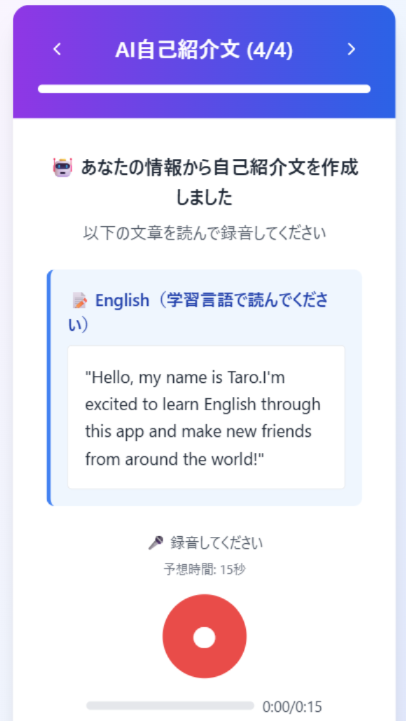 AI自己紹介文 (4/4)
あなたの情報から自己紹介文を作成
しました
以下の文章を読んで録音してください
English（学習言語で読んでくださ
い）
"Hello, my name is Taro.I'm
excited to learn English through
this app and make new friends
from around the world!"
録音してください
予想時間: 15秒
0:00/0:15